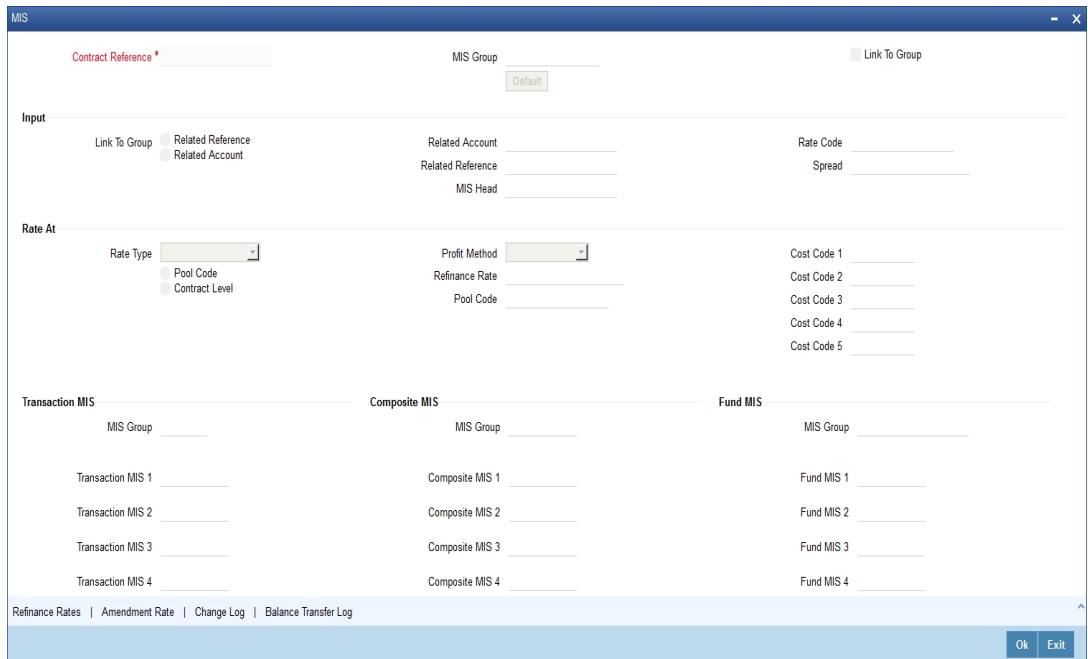 MIS
Contract Reference *
MIS Group
Link To Group
Default
Input
Link To Group
Related Reference
Related Account
Related Account
Related Reference
MIS Head
Rate Code
Spread
Rate At
Rate Type
Pool Code
Contract Level
Profit Method
Refinance Rate
Pool Code
Cost Code 1
Cost Code 2
Cost Code 3
Cost Code 4
Cost Code 5
Transaction MIS
MIS Group
Transaction MIS 1
Transaction MIS 2
Transaction MIS 3
Transaction MIS 4
Composite MIS
MIS Group
Composite MIS 1
Composite MIS 2
Composite MIS 3
Composite MIS 4
Fund MIS
MIS Group
Fund MIS 1
Fund MIS 2
Fund MIS 3
Fund MIS 4
Refinance Rates | Amendment Rate | Change Log | Balance Transfer Log
Ok Exit